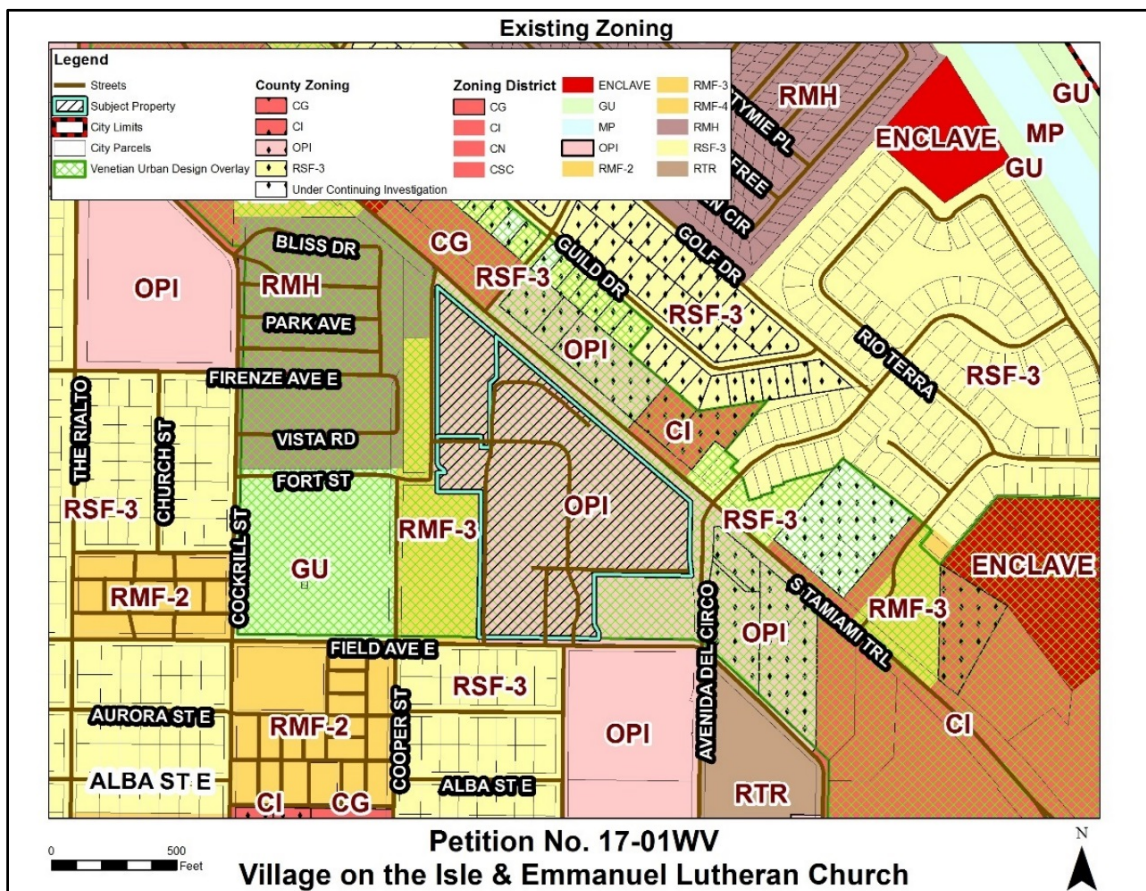 Existing Zoning
Legend
Streets
Subject Property
City Limits
City Parcels
Venetian Urban Design Overlay
County Zoning
CG
CI
OPI
RSF-3
Under Continuing Investigation
Zoning District
CG
CI
CN
CSC
ENCLAVE
GU
MP
OPI
RMF-2
RMF-3
RMF-4
RMH
RSF-3
RTR
TYMIE PL
RMH
FREE
N CIR
ENCLAVE
GU
MP
GU
BLISS DR
CG
RSF-3
GUILD DR
GOLF DR
OPI
RMH
PARK AVE
OPI
RSF-3
RIO TERRA
RSF-3
FIRENZE AVE E
THE RIALTO
CHURCH ST
VISTA RD
CI
FORT ST
RSF-3
COCKRILL ST
GU
RMF-3
OPI
RSF-3
ENCLAVE
RMF-2
S TAMIAMI TRL
RMF-3
OPI
FIELD AVE E
AVENIDA DEL CIRCO
RSF-3
AURORA ST E
RMF-2
COOPER ST
OPI
CI
ALBA ST E
ALBA ST E
CI
CG
RTR
0
500
Feet
Petition No. 17-01WV
Village on the Isle & Emmanuel Lutheran Church
N